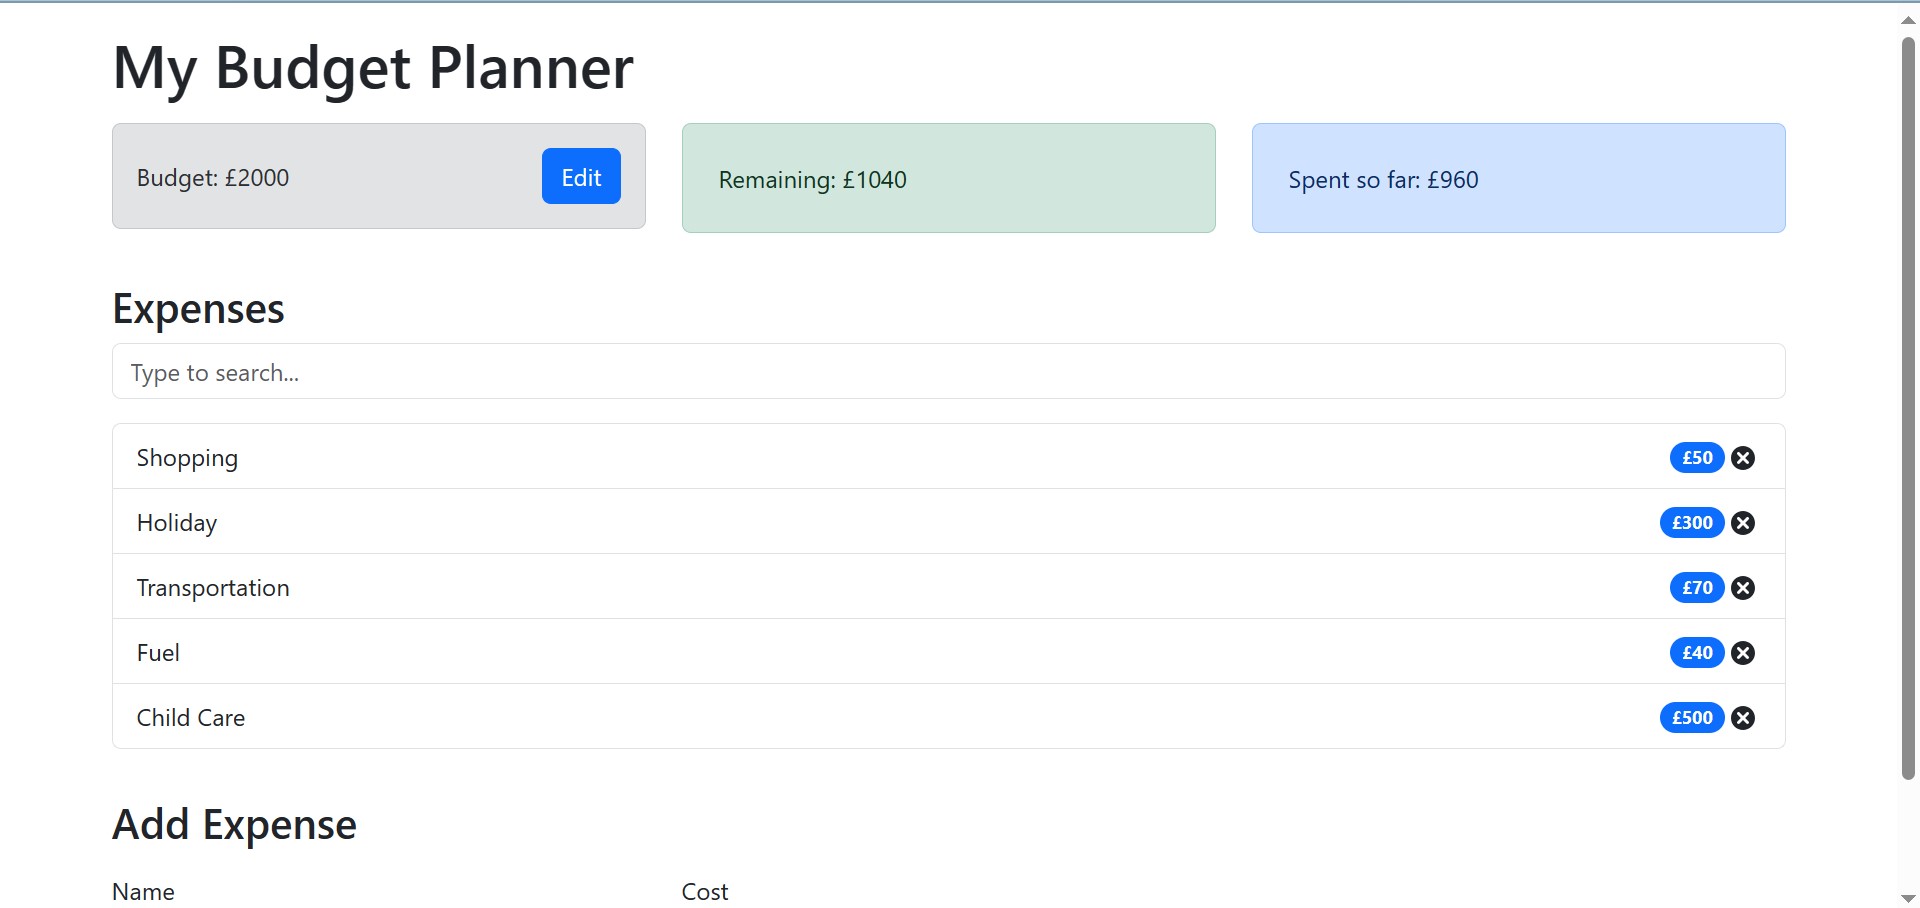 My Budget Planner
Budget: £2000
Edit
Remaining: £1040
Spent so far: £960
Expenses
Type to search...
Shopping £50
Holiday £300
Transportation £70
Fuel £40
Child Care £500
Add Expense
Name Cost